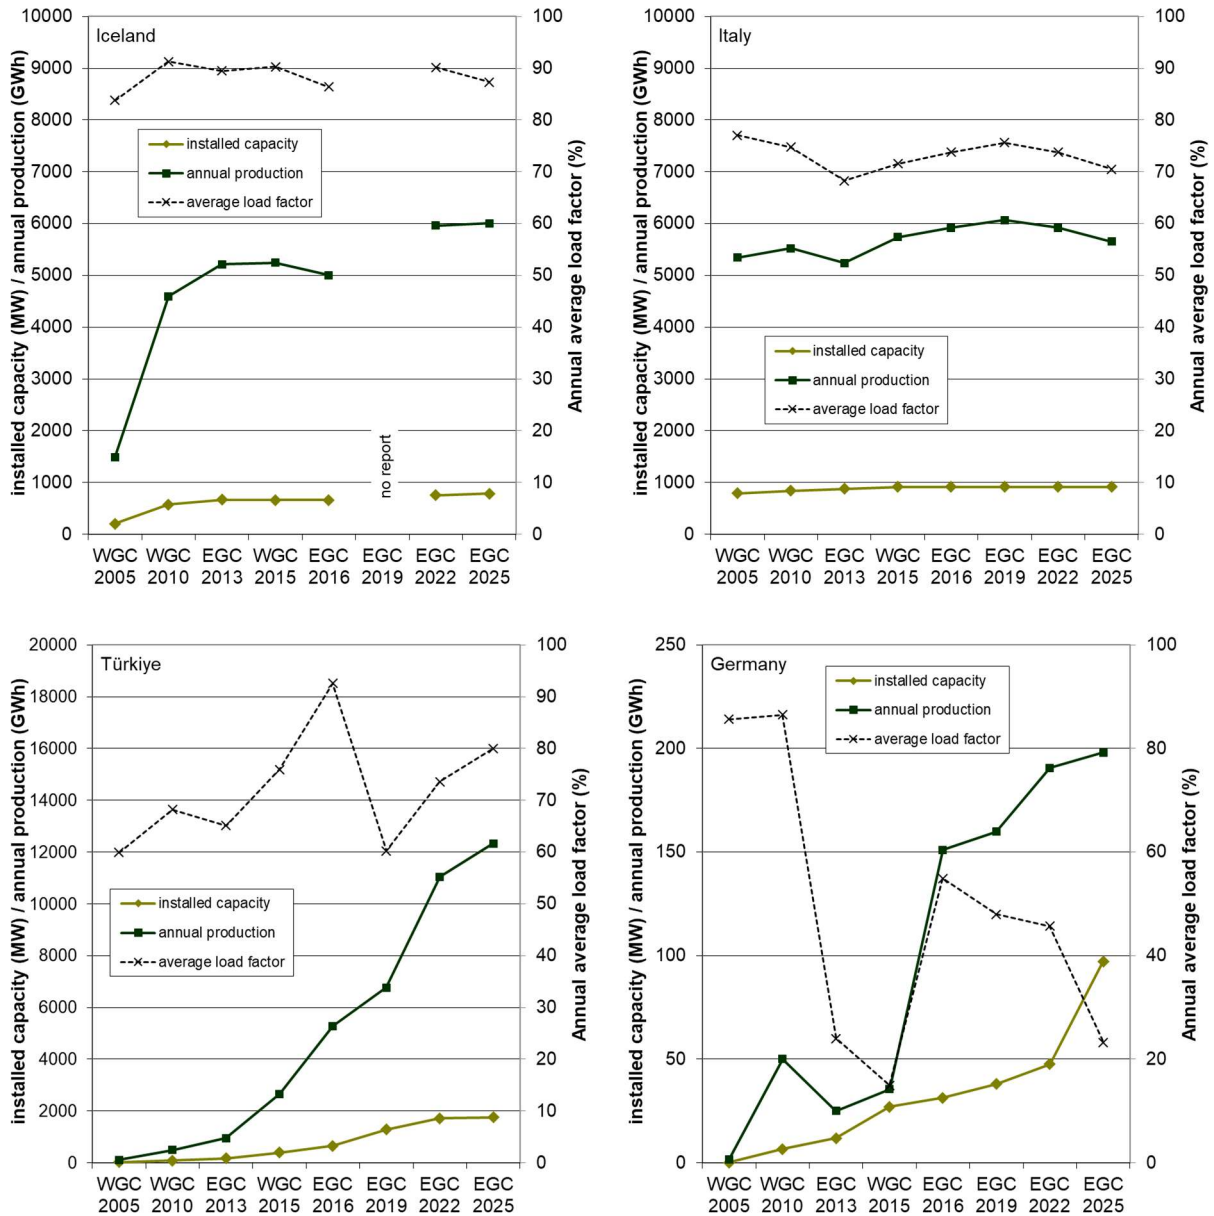 Iceland
installed capacity (MW) / annual production (GWh)
10000
9000
8000
7000
6000
5000
4000
3000
2000
1000
0
installed capacity
annual production
average load factor
no report
100
90
80
70
60
50
40
30
20
10
0
Annual average load factor (%)
WGC WGC EGC WGC EGC EGC EGC EGC
2005 2010 2013 2015 2016 2019 2022 2025
Italy
installed capacity (MW) / annual production (GWh)
10000
9000
8000
7000
6000
5000
4000
3000
2000
1000
0
installed capacity
annual production
average load factor
100
90
80
70
60
50
40
30
20
10
0
Annual average load factor (%)
WGC WGC EGC WGC EGC EGC EGC EGC
2005 2010 2013 2015 2016 2019 2022 2025
Türkiye
installed capacity (MW) / annual production (GWh)
20000
18000
16000
14000
12000
10000
8000
6000
4000
2000
0
installed capacity
annual production
average load factor
100
90
80
70
60
50
40
30
20
10
0
Annual average load factor (%)
WGC WGC EGC WGC EGC EGC EGC EGC
2005 2010 2013 2015 2016 2019 2022 2025
Germany
installed capacity (MW) / annual production (GWh)
250
200
150
100
50
0
installed capacity
annual production
average load factor
100
80
60
40
20
0
Annual average load factor (%)
WGC WGC EGC WGC EGC EGC EGC EGC
2005 2010 2013 2015 2016 2019 2022 2025